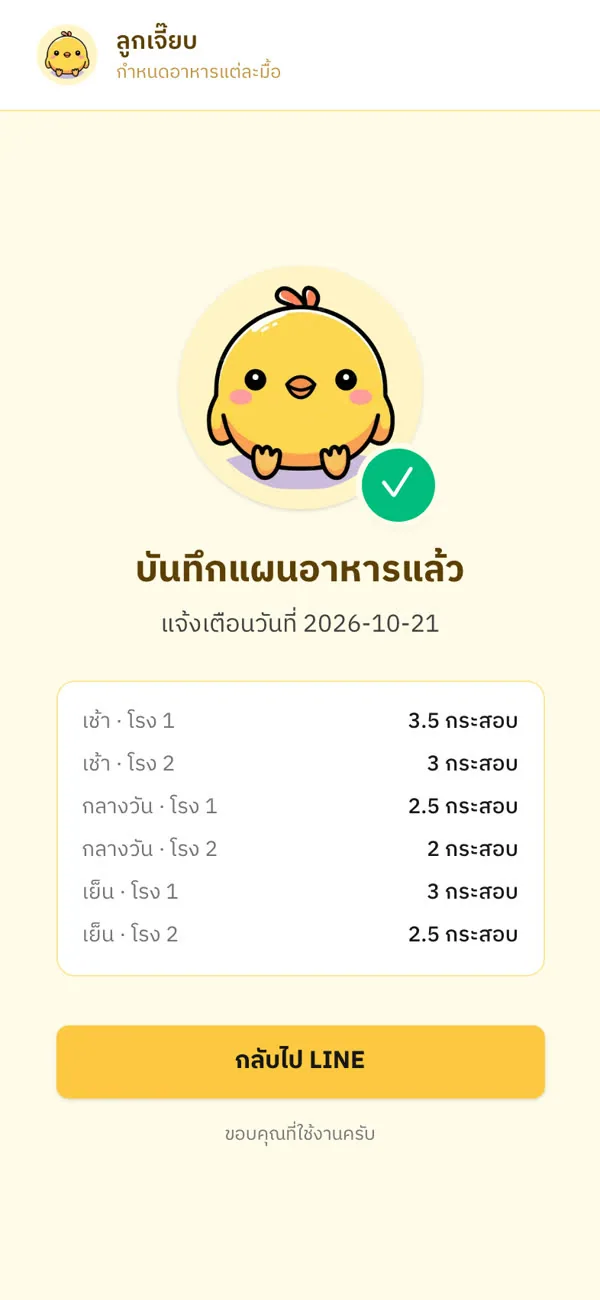 ลูกเจี๊ยบ
กำหนดอาหารแต่ละมื้อ
บันทึกแผนอาหารแล้ว
แจ้งเตือนวันที่ 2026-10-21
เช้า · โรง 1 3.5 กระสอบ
เช้า · โรง 2 3 กระสอบ
กลางวัน · โรง 1 2.5 กระสอบ
กลางวัน · โรง 2 2 กระสอบ
เย็น · โรง 1 3 กระสอบ
เย็น · โรง 2 2.5 กระสอบ
กลับไป LINE
ขอบคุณที่ใช้งานครับ